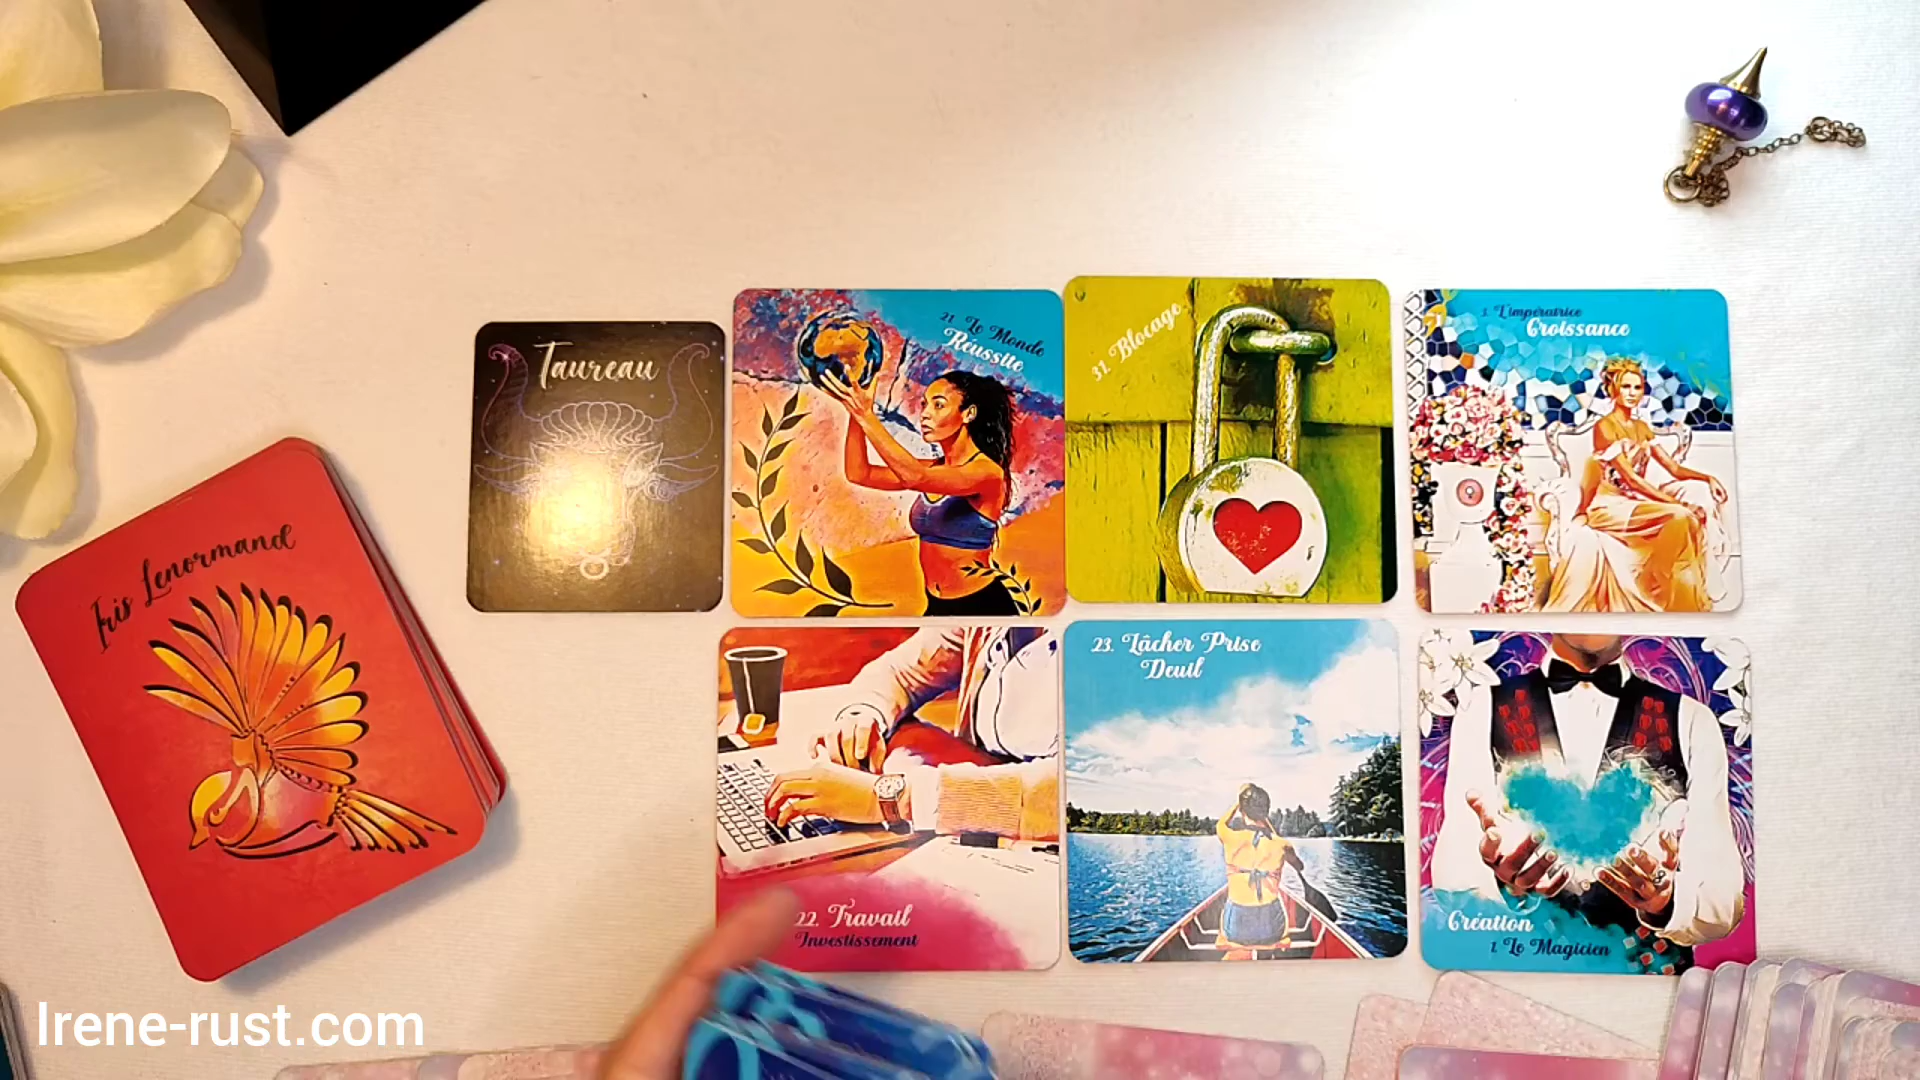 Iris Lenormand
Taureau
21. Le Monde
Réussite
31. Blocage
3. L'impératrice
Croissance
22. Travail
Investissement
23. Lâcher Prise
Deuil
Création
1. Le Magicien
Irene-rust.com